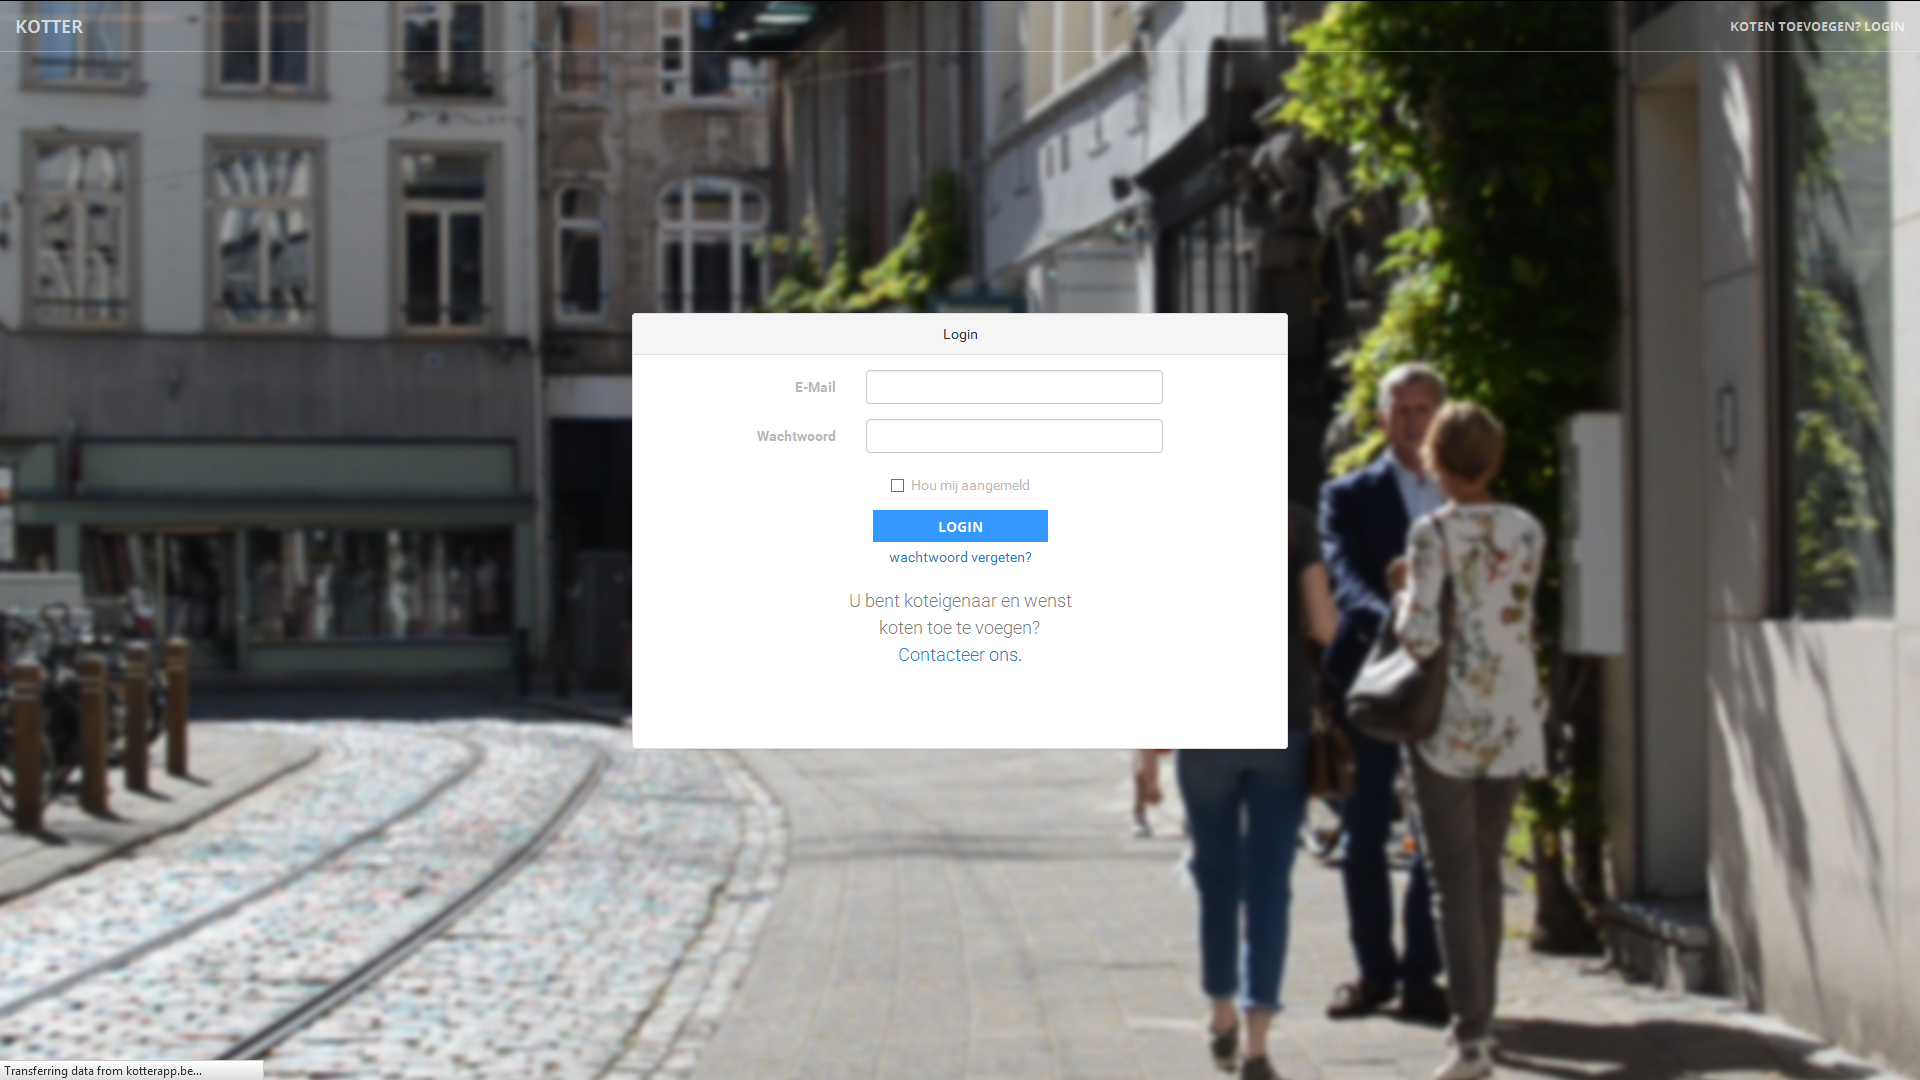 KOTTER
KOTEN TOEVOEGEN? LOGIN
Login
E-Mail
Wachtwoord
Hou mij aangemeld
LOGIN
wachtwoord vergeten?
U bent koteigenaar en wenst
koten toe te voegen?
Contacteer ons.
Transferring data from kotterapp.be...